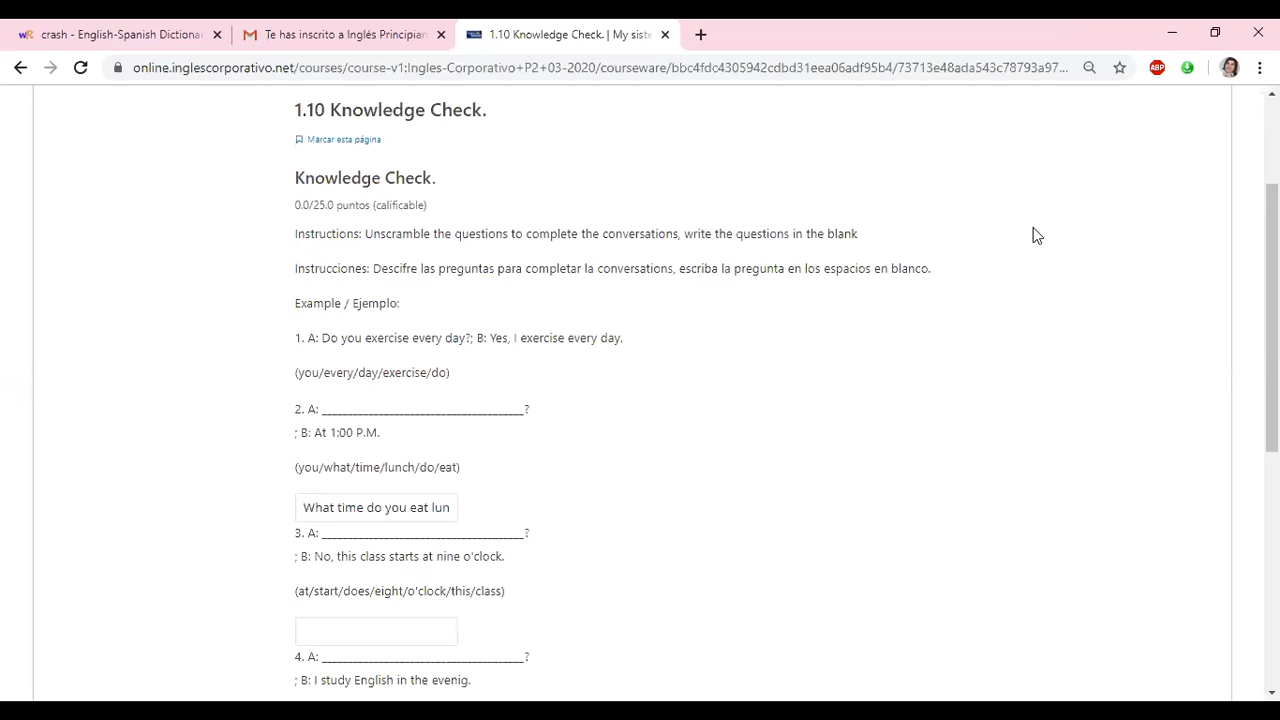 crash - English-Spanish Dictiona
Te has inscrito a Inglés Principian
1.10 Knowledge Check. | My siste
online.inglescorporativo.net/courses/course-v1:Ingles-Corporativo+P2+03-2020/courseware/bbc4fdc4305942cdbd31eea06adf95b4/73713e48ada543c78793a97...
ABP
1.10 Knowledge Check.
Marcar esta página
Knowledge Check.
0.0/25.0 puntos (calificable)
Instructions: Unscramble the questions to complete the conversations, write the questions in the blank
Instrucciones: Descifre las preguntas para completar la conversations, escriba la pregunta en los espacios en blanco.
Example / Ejemplo:
1. A: Do you exercise every day?; B: Yes, I exercise every day.
(you/every/day/exercise/do)
2. A: ______________________________________?
; B: At 1:00 P.M.
(you/what/time/lunch/do/eat)
What time do you eat lun
3. A: ______________________________________?
; B: No, this class starts at nine o'clock.
(at/start/does/eight/o'clock/this/class)
4. A: ______________________________________?
; B: I study English in the evenig.